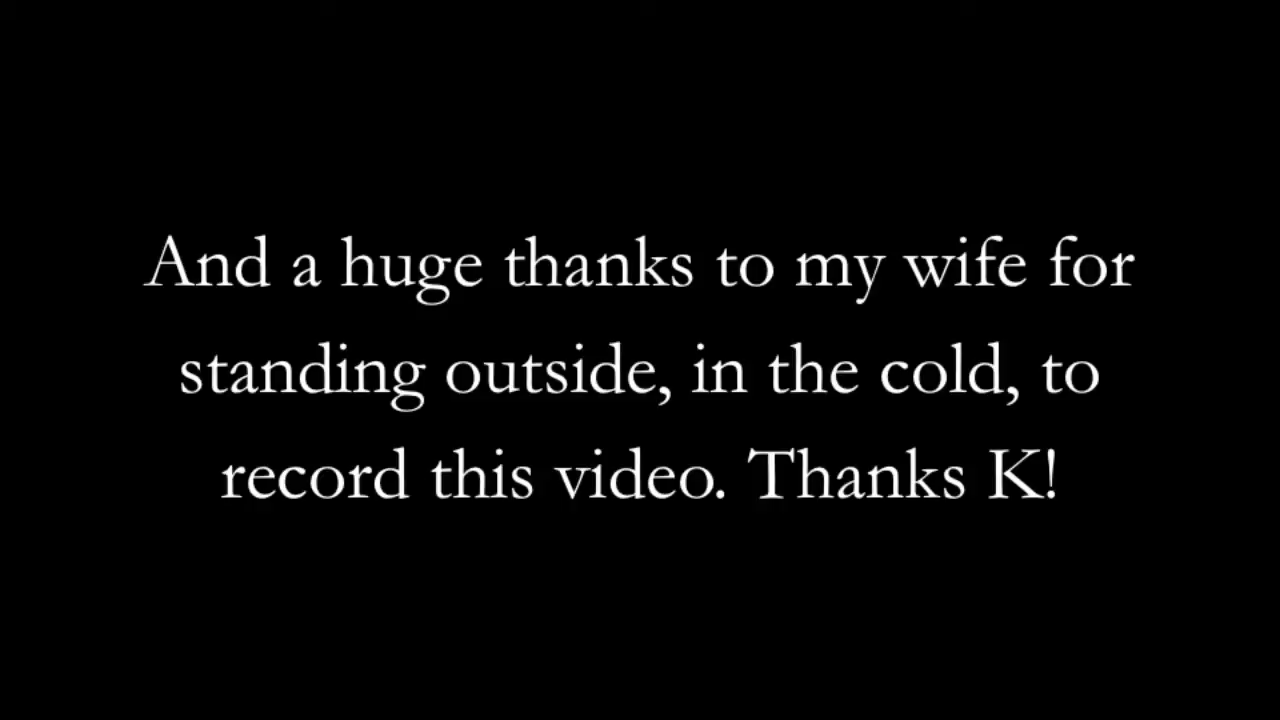 And a huge thanks to my wife for
standing outside, in the cold, to
record this video. Thanks K!